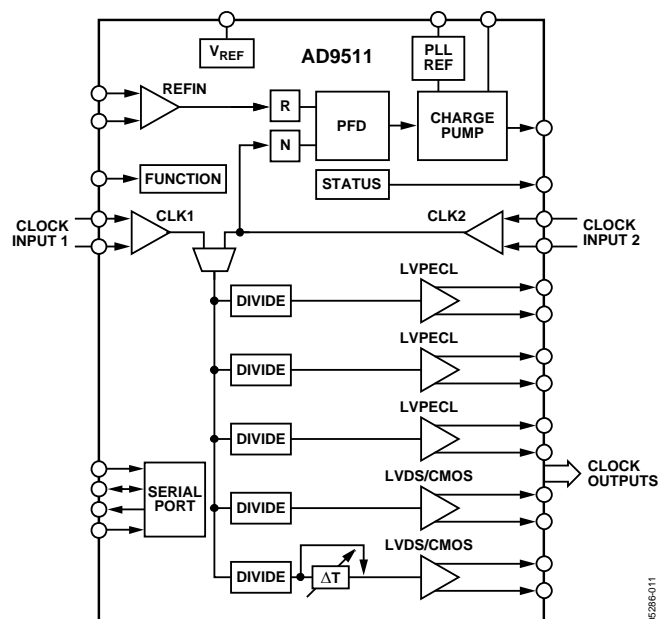 V_REF
AD9511
PLL
REF
REFIN
R
N
PFD
CHARGE
PUMP
FUNCTION
STATUS
CLOCK
INPUT 1
CLK1
CLK2
CLOCK
INPUT 2
DIVIDE
LVPECL
DIVIDE
LVPECL
DIVIDE
LVPECL
SERIAL
PORT
DIVIDE
LVDS/CMOS
CLOCK
OUTPUTS
DIVIDE
ΔT
LVDS/CMOS
05286-011